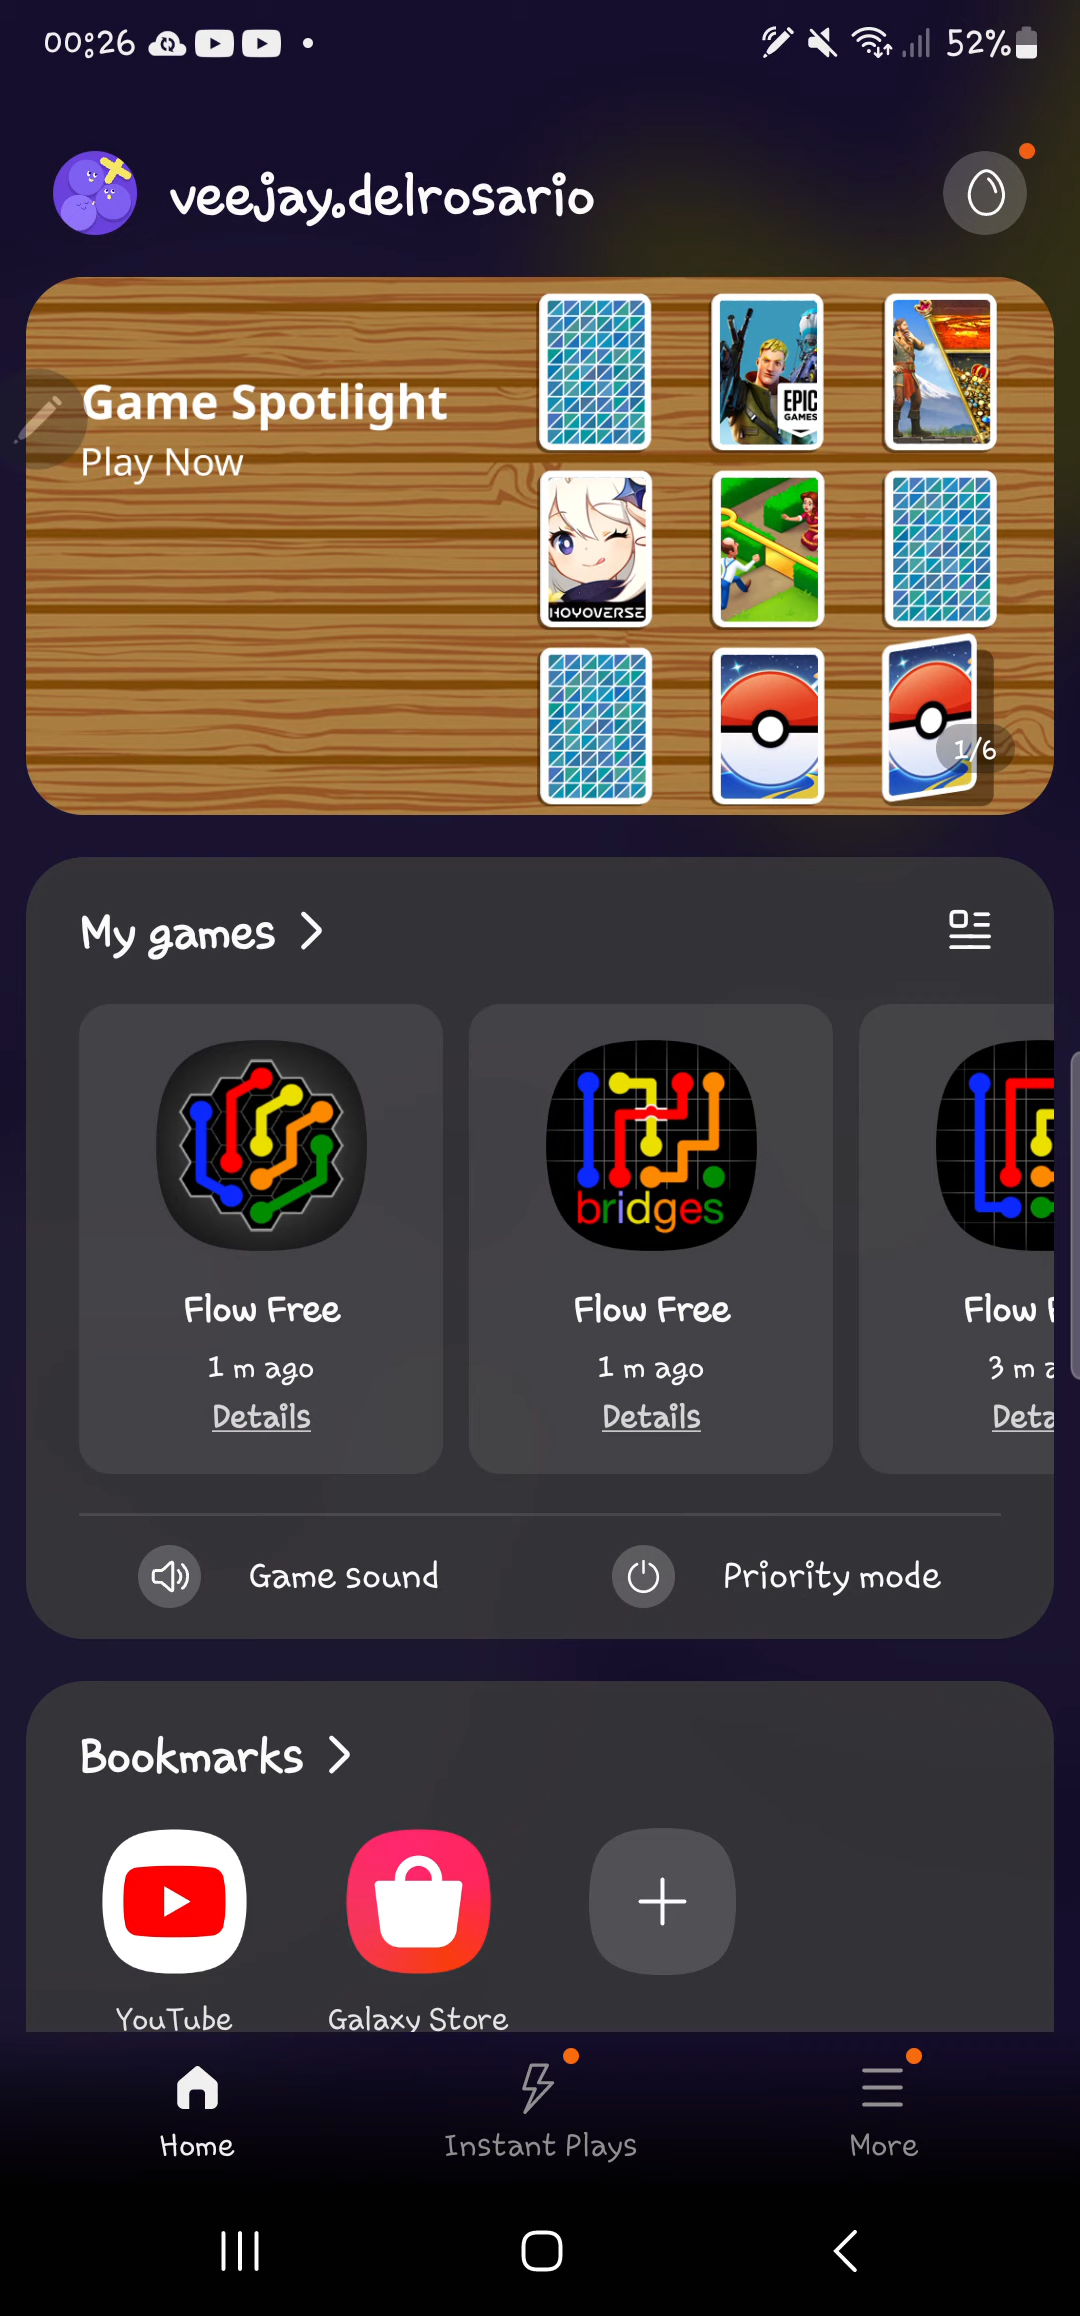 00:26
52%
veejay.delrosario
Game Spotlight
Play Now
EPIC
GAMES
HOYOVERSE
1/6
My games
bridges
Flow Free
Flow Free
Flow
1 m ago
1 m ago
3 m
Details
Details
Game sound
Priority mode
Bookmarks
YouTube
Galaxy Store
Home
Instant Plays
More